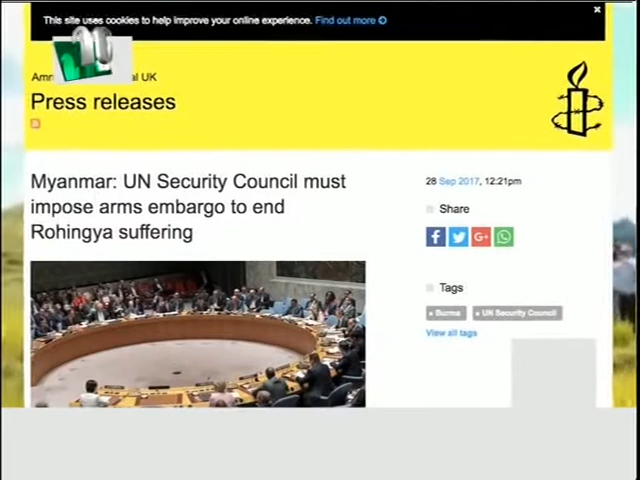 This site uses cookies to help improve your online experience. Find out more
UK
Press releases
Myanmar: UN Security Council must
impose arms embargo to end
Rohingya suffering
28 Sep 2017, 12:21pm
Share
Tags
Burma
UN Security Council
View all tags